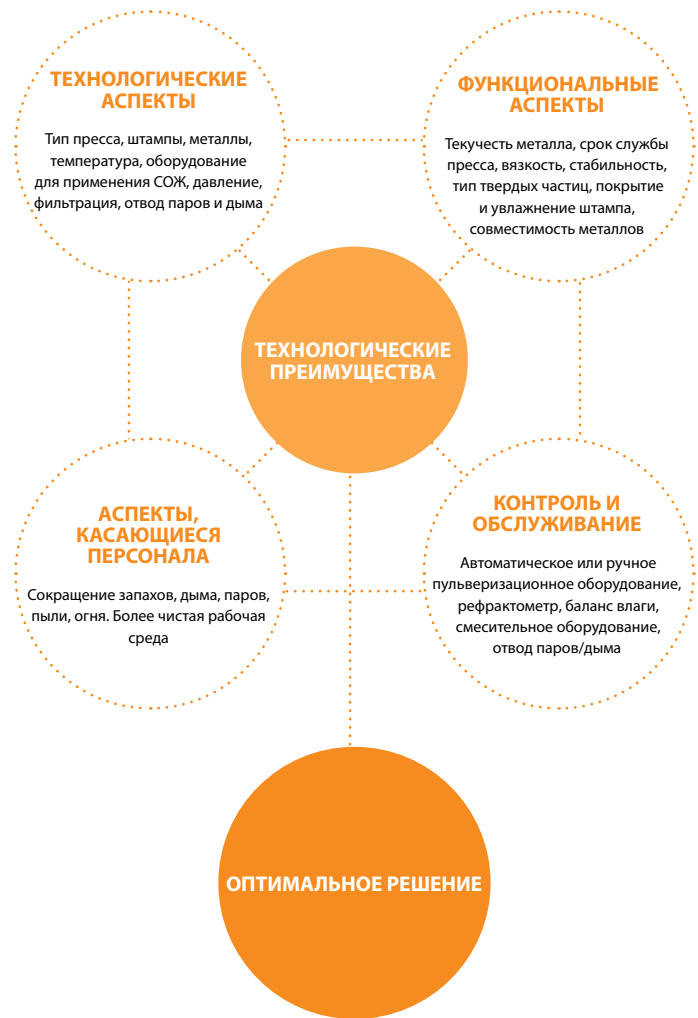 ТЕХНОЛОГИЧЕСКИЕ
АСПЕКТЫ
Тип пресса, штампы, металлы,
температура, оборудование
для применения СОЖ, давление,
фильтрация, отвод паров и дыма
ФУНКЦИОНАЛЬНЫЕ
АСПЕКТЫ
Текучесть металла, срок службы
пресса, вязкость, стабильность,
тип твердых частиц, покрытие
и увлажнение штампа,
совместимость металлов
ТЕХНОЛОГИЧЕСКИЕ
ПРЕИМУЩЕСТВА
АСПЕКТЫ,
КАСАЮЩИЕСЯ
ПЕРСОНАЛА
Сокращение запахов, дыма, паров,
пыли, огня. Более чистая рабочая
среда
КОНТРОЛЬ И
ОБСЛУЖИВАНИЕ
Автоматическое или ручное
пульверизационное оборудование,
рефрактометр, баланс влаги,
смесительное оборудование,
отвод паров/дыма
ОПТИМАЛЬНОЕ РЕШЕНИЕ